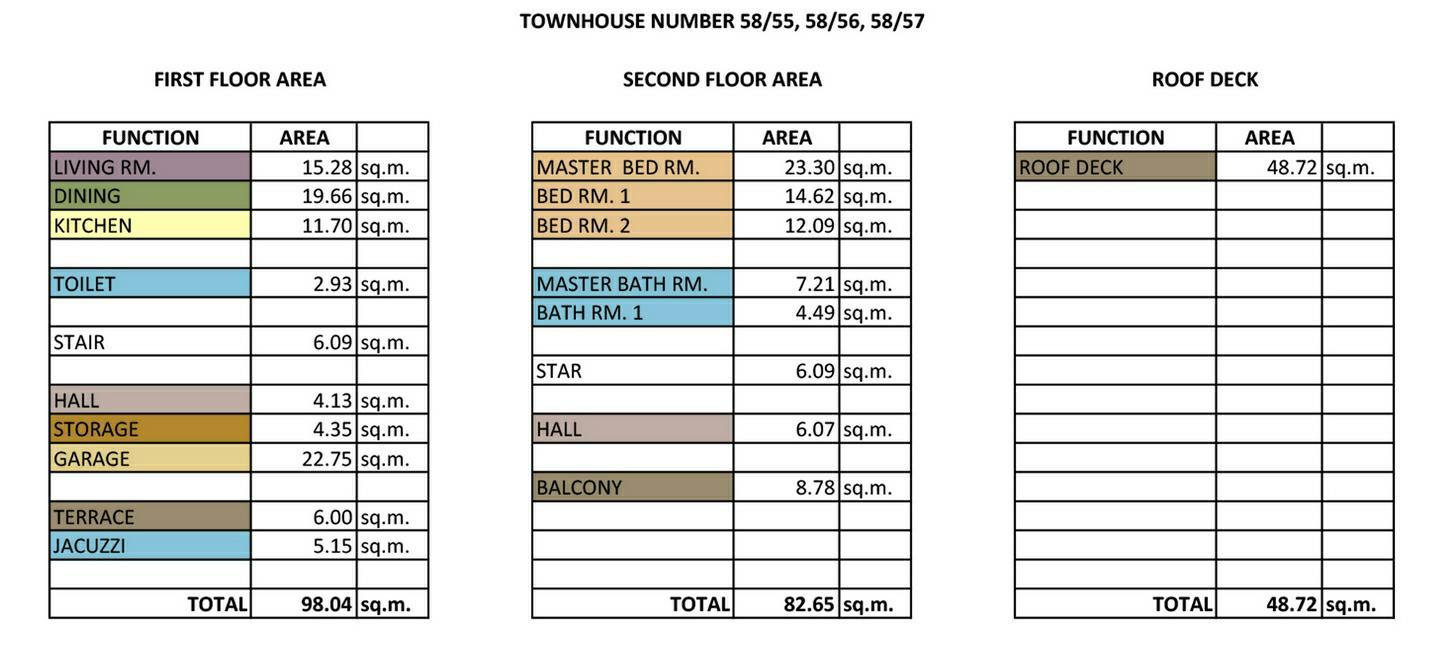 TOWNHOUSE NUMBER 58/55, 58/56, 58/57
FIRST FLOOR AREA
FUNCTION AREA
LIVING RM. 15.28 sq.m.
DINING 19.66 sq.m.
KITCHEN 11.70 sq.m.
TOILET 2.93 sq.m.
STAIR 6.09 sq.m.
HALL 4.13 sq.m.
STORAGE 4.35 sq.m.
GARAGE 22.75 sq.m.
TERRACE 6.00 sq.m.
JACUZZI 5.15 sq.m.
TOTAL 98.04 sq.m.
SECOND FLOOR AREA
FUNCTION AREA
MASTER BED RM. 23.30 sq.m.
BED RM. 1 14.62 sq.m.
BED RM. 2 12.09 sq.m.
MASTER BATH RM. 7.21 sq.m.
BATH RM. 1 4.49 sq.m.
STAR 6.09 sq.m.
HALL 6.07 sq.m.
BALCONY 8.78 sq.m.
TOTAL 82.65 sq.m.
ROOF DECK
FUNCTION AREA
ROOF DECK 48.72 sq.m.
TOTAL 48.72 sq.m.